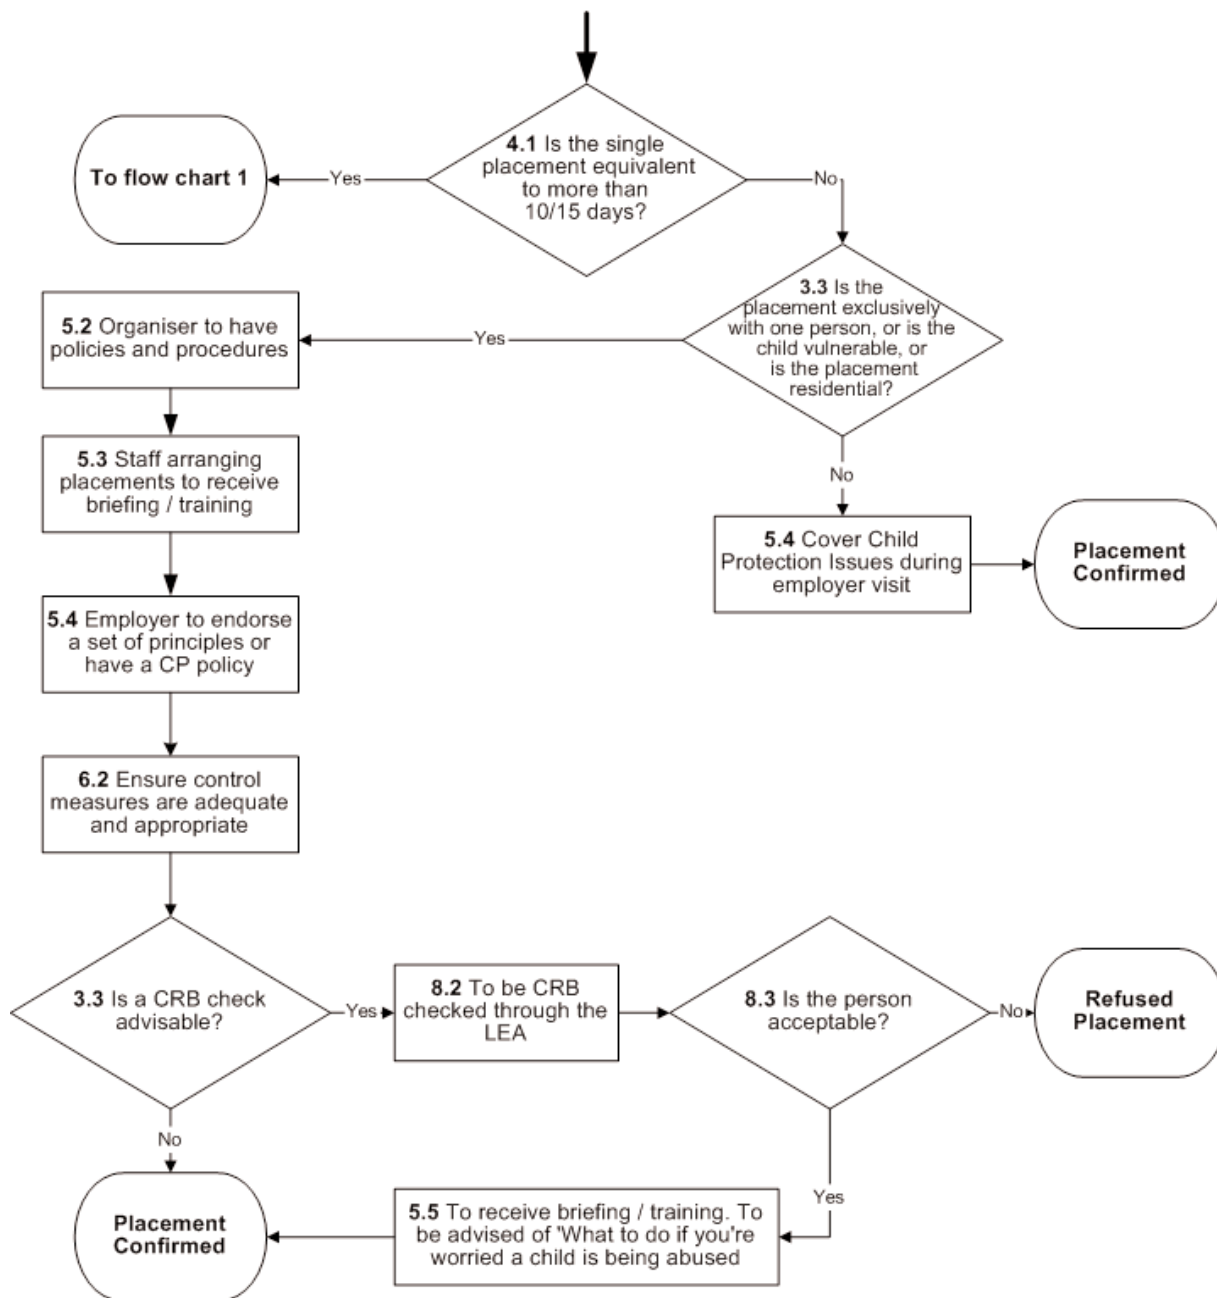 4.1 Is the single
placement equivalent
to more than
10/15 days?
To flow chart 1
Yes
No
3.3 Is the
placement exclusively
with one person, or is the
child vulnerable, or
is the placement
residential?
Yes
5.2 Organiser to have
policies and procedures
5.3 Staff arranging
placements to receive
briefing / training
No
5.4 Cover Child
Protection Issues during
employer visit
Placement
Confirmed
5.4 Employer to endorse
a set of principles or
have a CP policy
6.2 Ensure control
measures are adequate
and appropriate
3.3 Is a CRB check
advisable?
Yes
8.2 To be CRB
checked through the
LEA
8.3 Is the person
acceptable?
No
Refused
Placement
No
Yes
5.5 To receive briefing / training. To
be advised of 'What to do if you're
worried a child is being abused
Placement
Confirmed